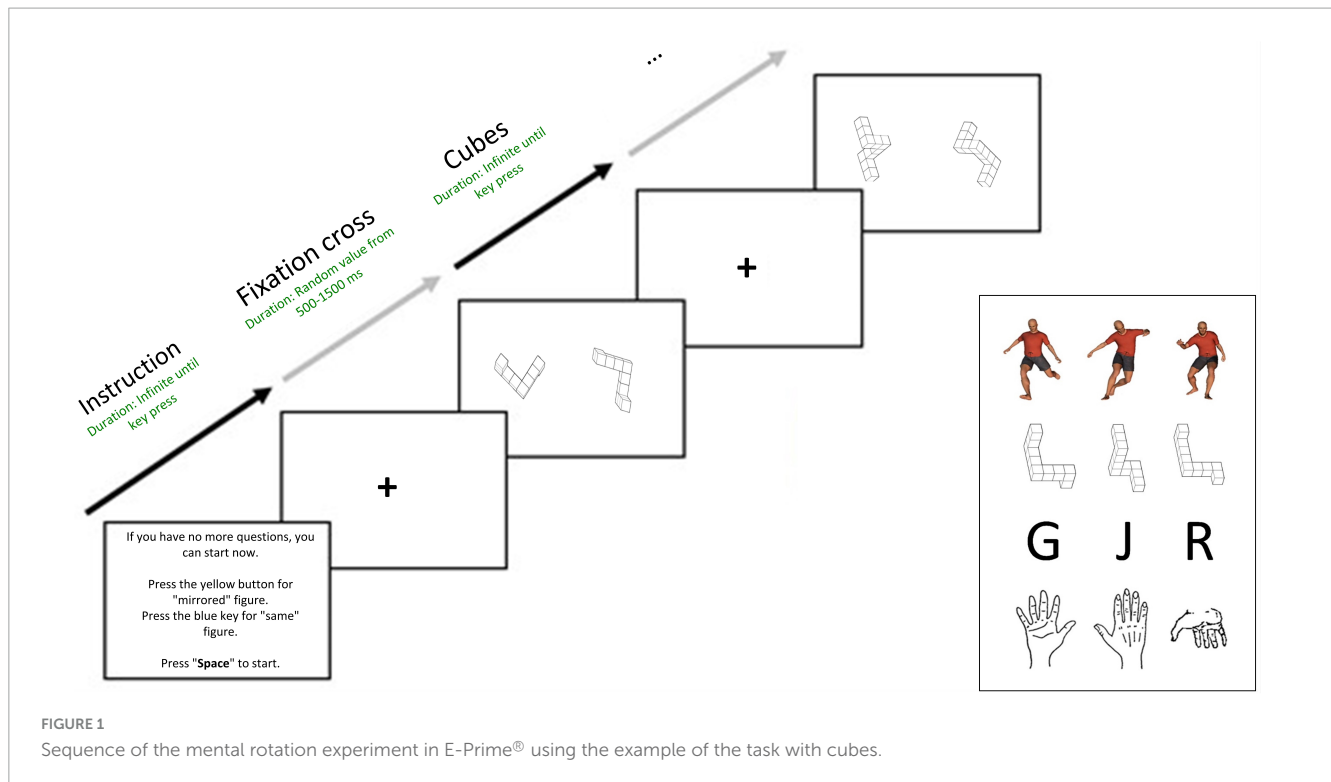 ...
Cubes
Duration: Infinite until
key press
Fixation cross
Duration: Random value from
500-1500 ms
Instruction
Duration: Infinite until
key press
+
+
If you have no more questions, you
can start now.
Press the yellow button for
"mirrored" figure.
Press the blue key for "same"
figure.
Press "Space" to start.
G J R
FIGURE 1
Sequence of the mental rotation experiment in E-Prime® using the example of the task with cubes.